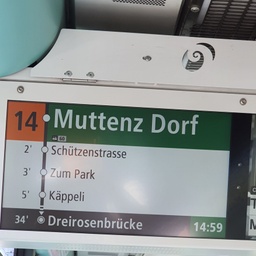 14 Muttenz Dorf
2' Schützenstrasse
3' Zum Park
5' Käppeli
34' Dreirosenbrücke 14:59